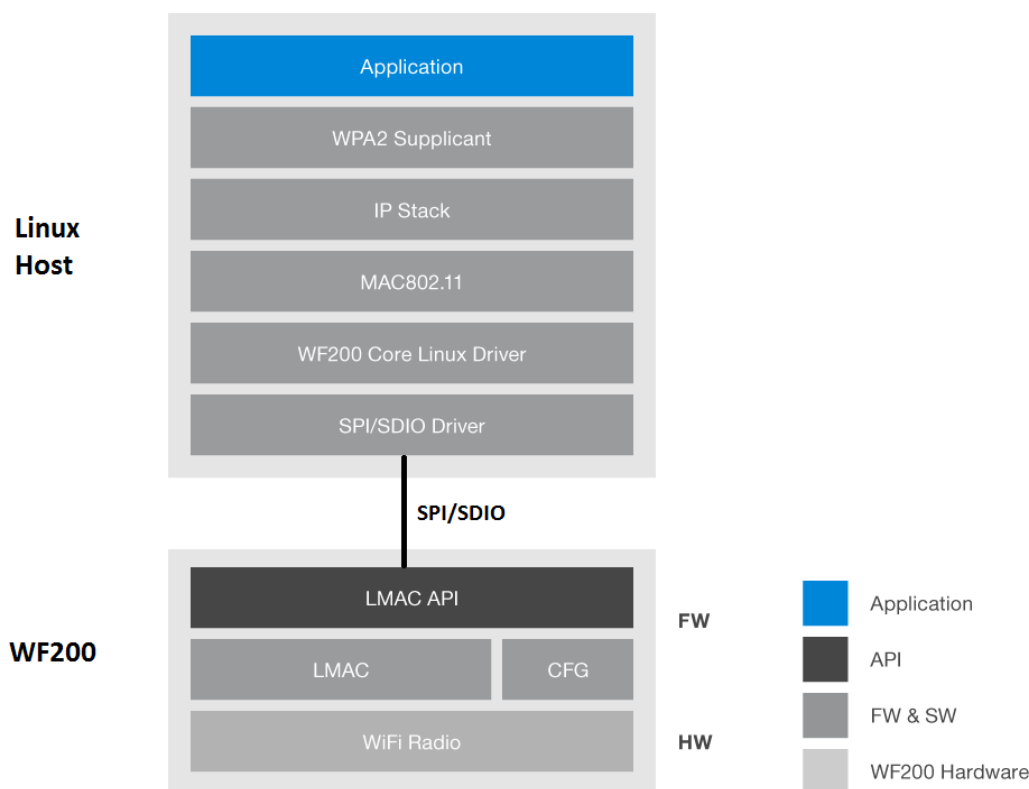 Application
WPA2 Supplicant
IP Stack
Linux
Host
MAC802.11
WF200 Core Linux Driver
SPI/SDIO Driver
SPI/SDIO
LMAC API
FW
WF200
LMAC
CFG
WiFi Radio
HW
Application
API
FW & SW
WF200 Hardware